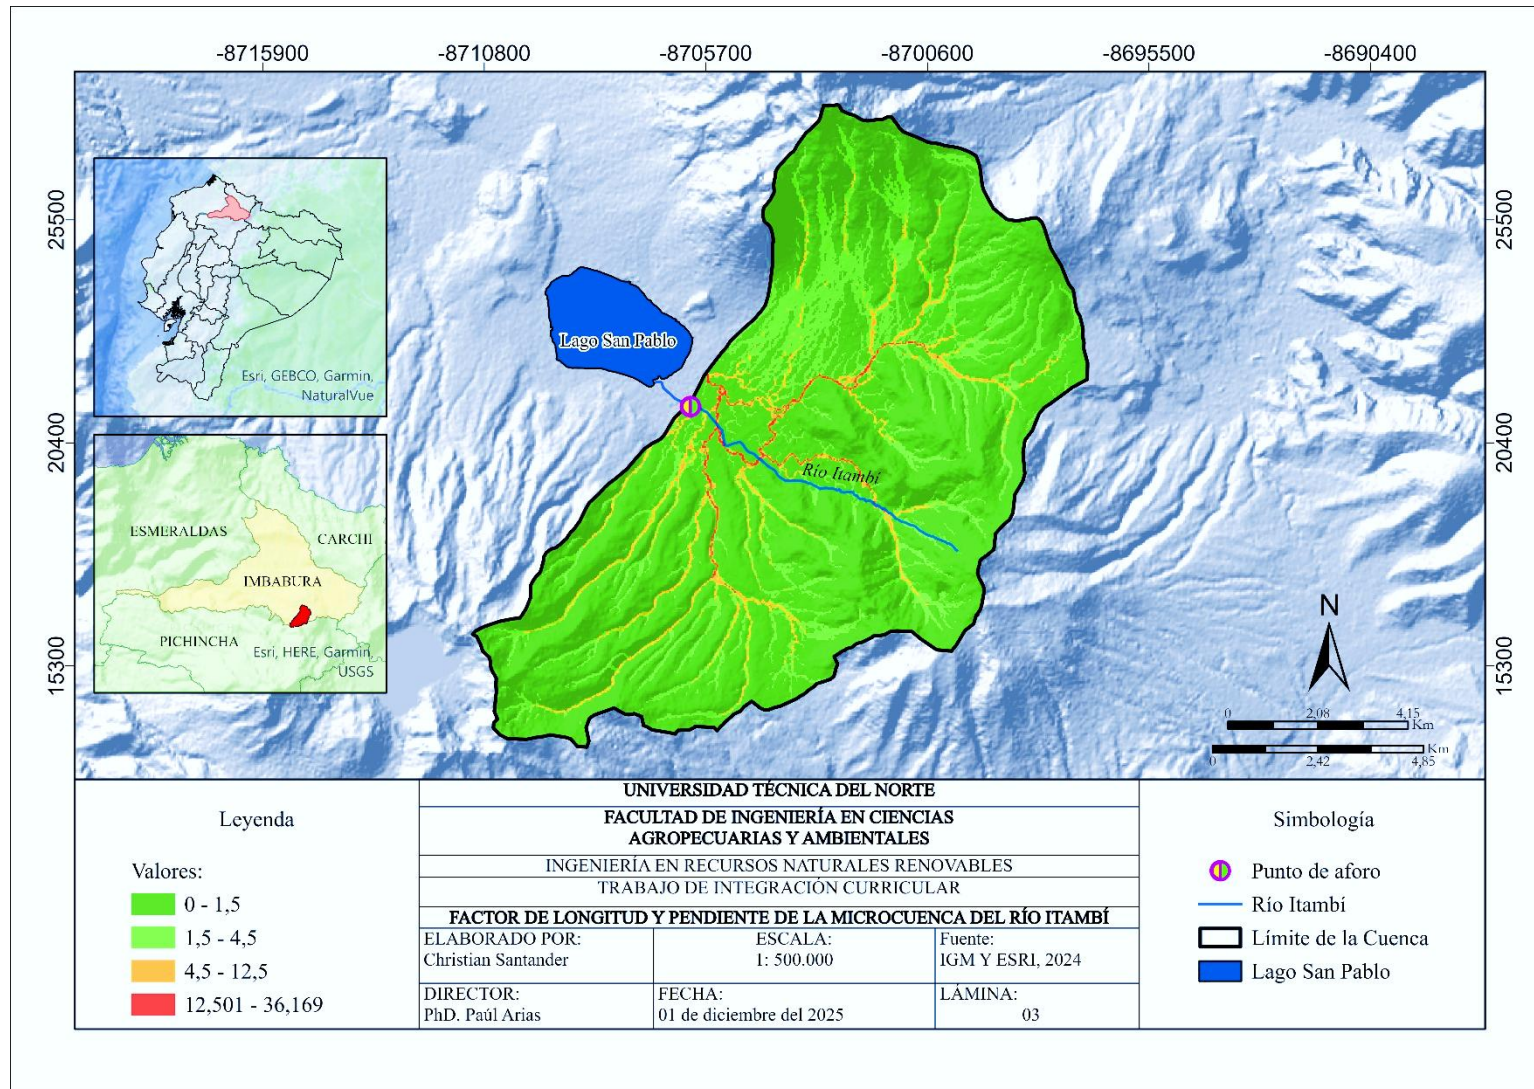 -8715900 -8710800 -8705700 -8700600 -8695500 -8690400
25500
20400
15300
25500
20400
15300
Esri, GEBCO, Garmin,
NaturalVue
ESMERALDAS
CARCHI
IMBABURA
PICHINCHA
Esri, HERE, Garmin,
USGS
Lago San Pablo
Río Itambí
N
0 2,08 4,15
Km
Km
0 2,42 4,85
Leyenda
Valores:
0 - 1,5
1,5 - 4,5
4,5 - 12,5
12,501 - 36,169
UNIVERSIDAD TÉCNICA DEL NORTE
FACULTAD DE INGENIERÍA EN CIENCIAS
AGROPECUARIAS Y AMBIENTALES
INGENIERÍA EN RECURSOS NATURALES RENOVABLES
TRABAJO DE INTEGRACIÓN CURRICULAR
FACTOR DE LONGITUD Y PENDIENTE DE LA MICROCUENCA DEL RÍO ITAMBÍ
ELABORADO POR:
Christian Santander
ESCALA:
1: 500.000
Fuente:
IGM Y ESRI, 2024
DIRECTOR:
PhD. Paúl Arias
FECHA:
01 de diciembre del 2025
LÁMINA:
03
Simbología
Punto de aforo
Río Itambí
Límite de la Cuenca
Lago San Pablo